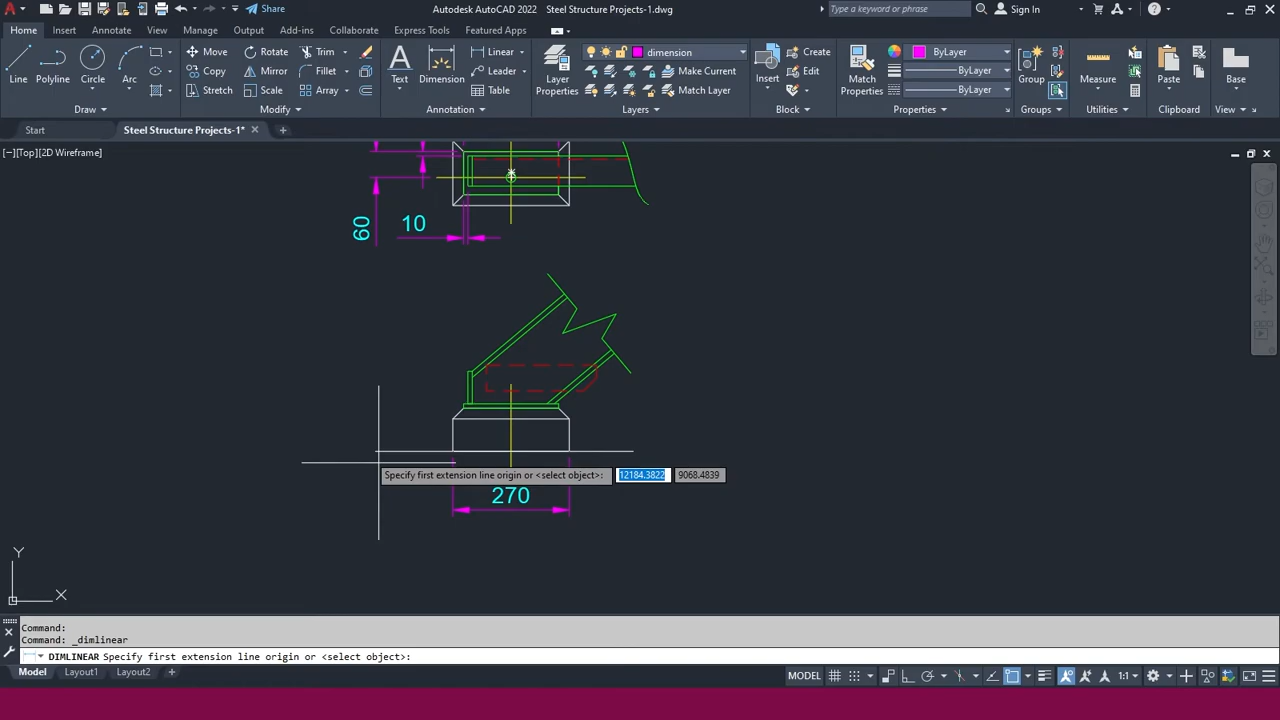 Share
Autodesk AutoCAD 2022 Steel Structure Projects-1.dwg
Type a keyword or phrase
Sign In
Home Insert Annotate View Manage Output Add-ins Collaborate Express Tools Featured Apps
Line Polyline Circle Arc
Move Rotate Trim
Copy Mirror Fillet
Stretch Scale Array
Text Dimension
Linear
Leader
Table
Layer Properties
dimension
Make Current
Match Layer
Insert
Create
Edit
Match Properties
ByLayer
ByLayer
ByLayer
Group
Measure
Paste
Base
Draw Modify Annotation Layers Block Properties Groups Utilities Clipboard View
Start Steel Structure Projects-1*
[−][Top][2D Wireframe]
60
10
Specify first extension line origin or <select object>: 12184.3822 9068.4839
270
Y
X
Command:
Command: _dimlinear
DIMLINEAR Specify first extension line origin or <select object>:
Model Layout1 Layout2 +
MODEL 1:1